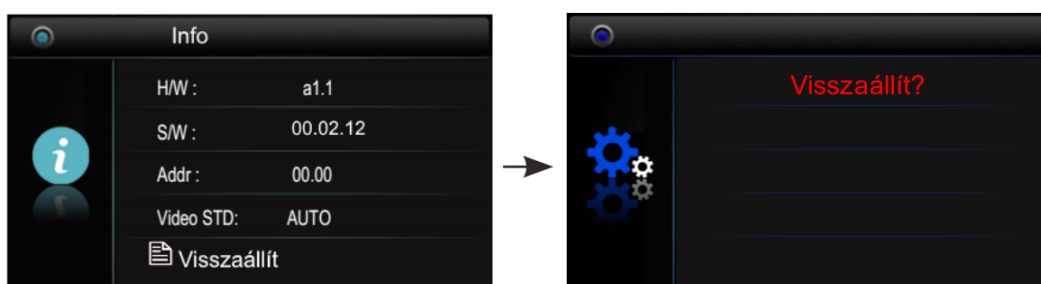 Info
H/W : a1.1
S/W : 00.02.12
Addr : 00.00
Video STD: AUTO
Visszaállít
Visszaállít?